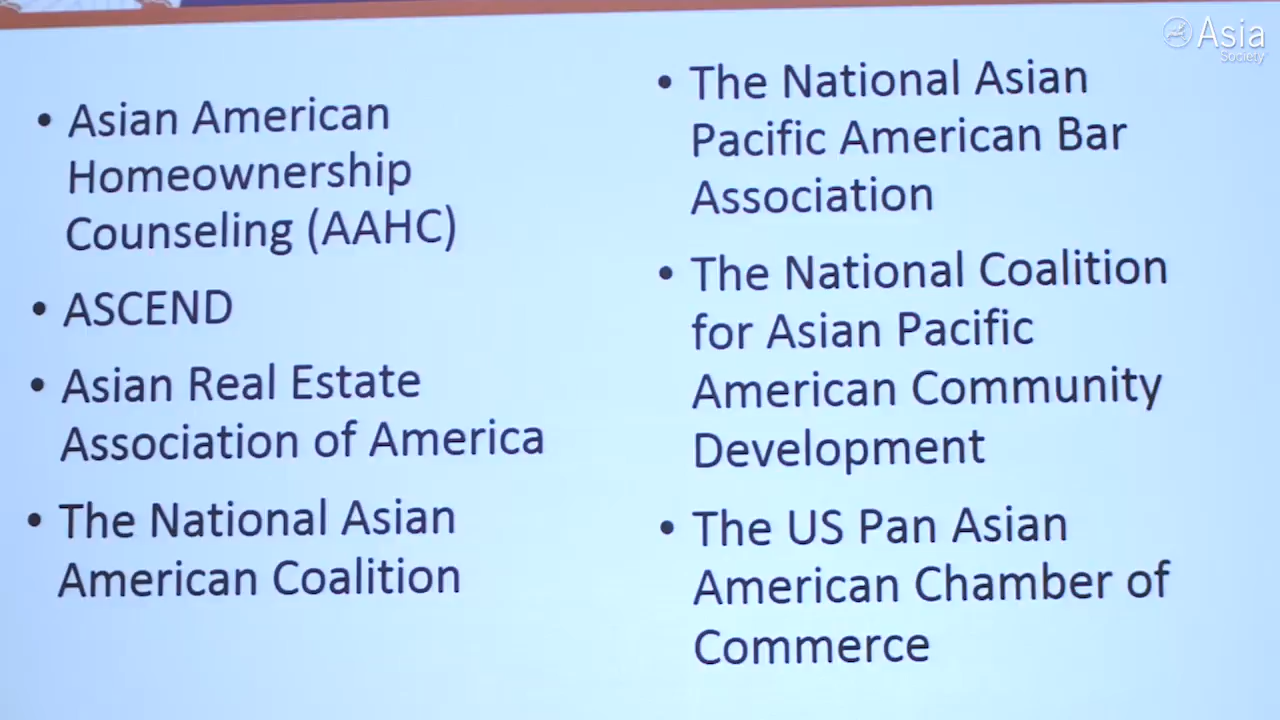 Asia
Society
• Asian American
Homeownership
Counseling (AAHC)
• ASCEND
• Asian Real Estate
Association of America
• The National Asian
American Coalition
• The National Asian
Pacific American Bar
Association
• The National Coalition
for Asian Pacific
American Community
Development
• The US Pan Asian
American Chamber of
Commerce